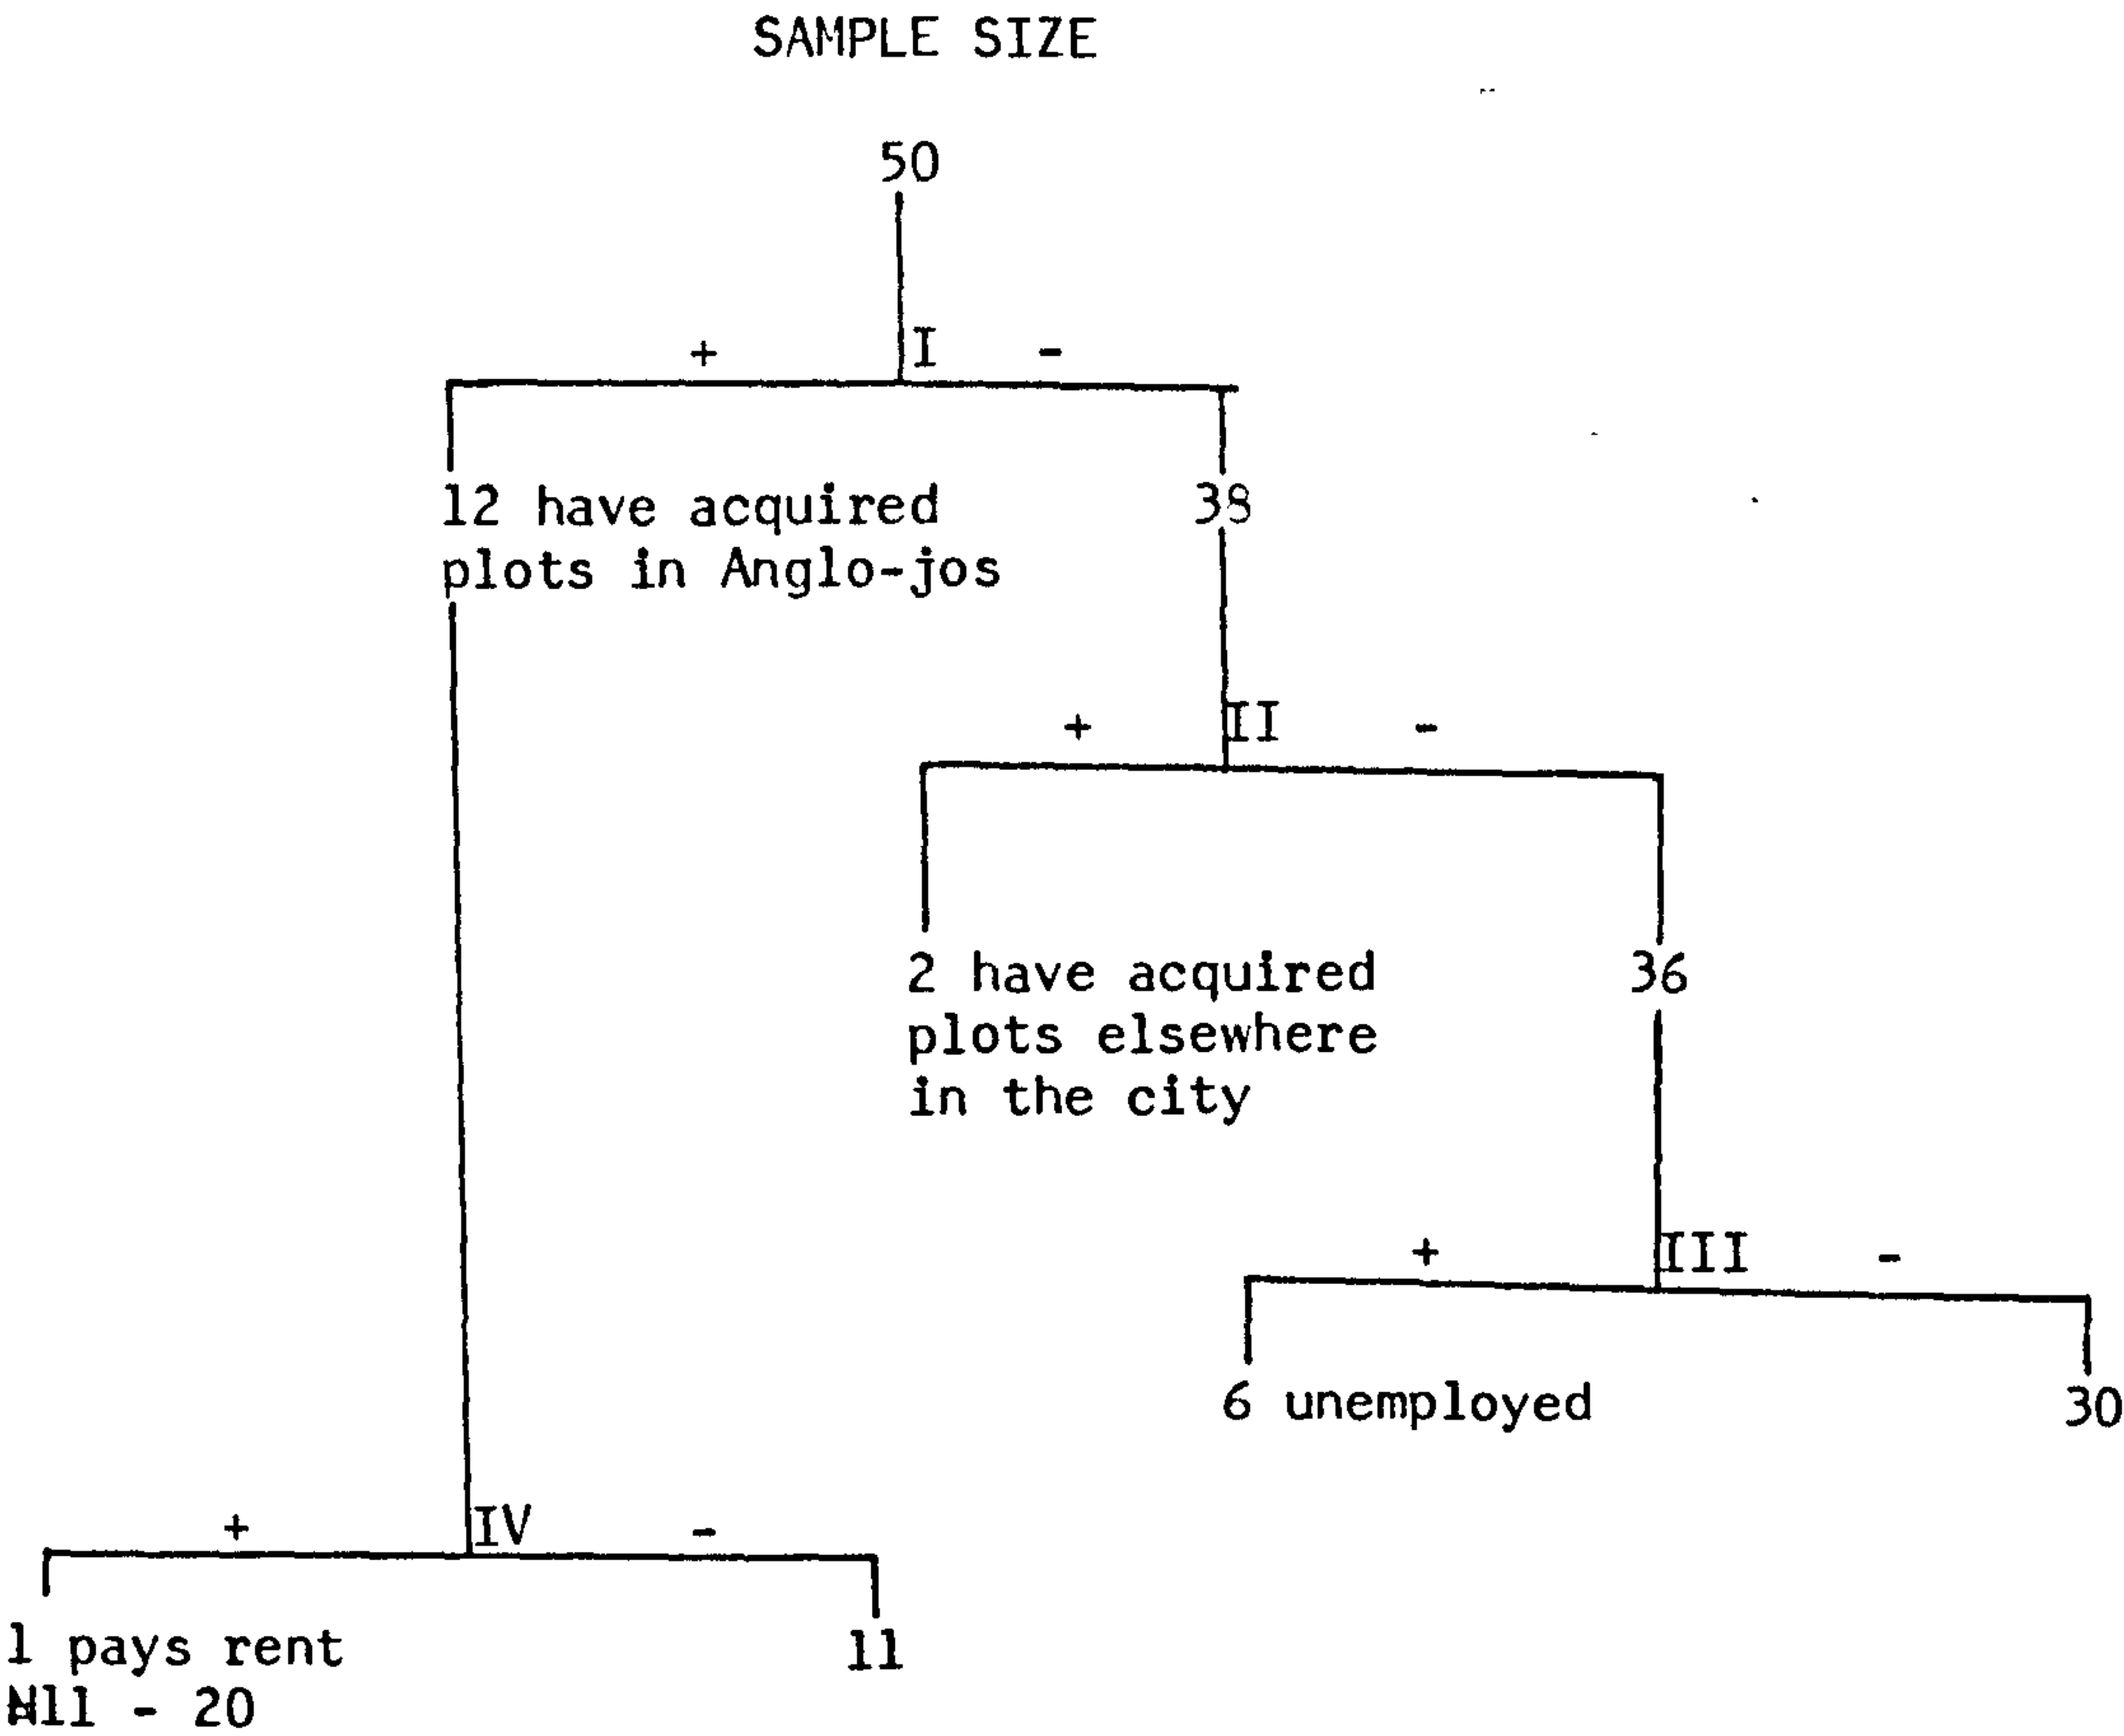 SAMPLE SIZE
50
+ I -
12 have acquired
plots in Anglo-jos
38
+ II -
2 have acquired
plots elsewhere
in the city
36
+ III -
6 unemployed
30
+ IV -
1 pays rent
₦11 - 20
11